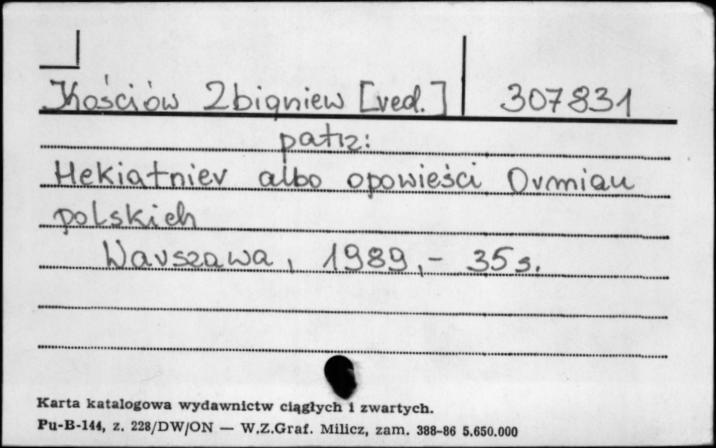 Kościów Zbigniew [red.] 307831
patrz:
Hekiatner albo opowieści Ormian
polskich
Warszawa, 1989,- 35 s.
Karta katalogowa wydawnictw ciągłych i zwartych.
Pu-B-144, z. 228/DW/ON — W.Z.Graf. Milicz, zam. 388-86 5.650.000